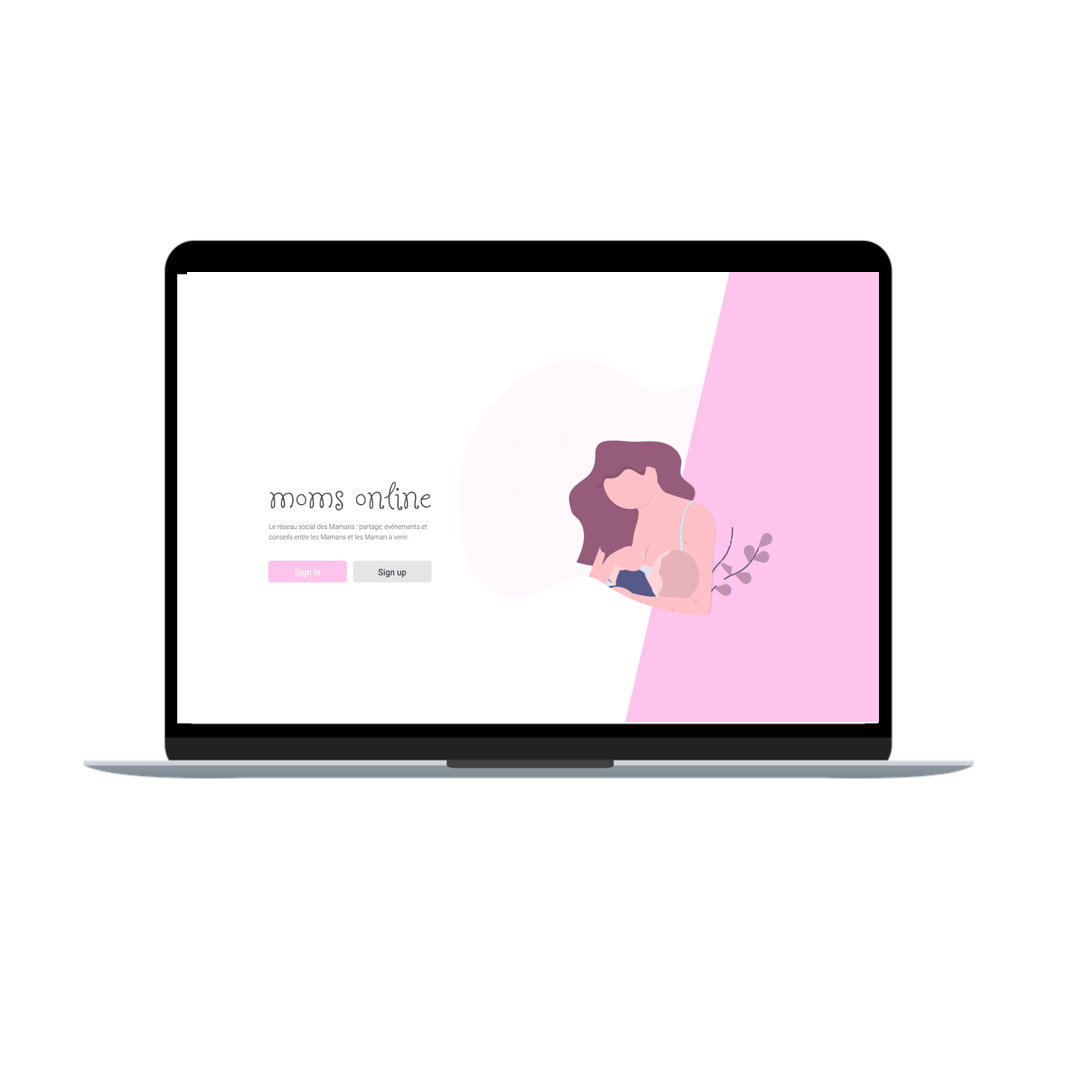 moms online
Le réseau social des Mamans : partage, événements et
conseils entre les Mamans et les Maman à venir
Sign in
Sign up